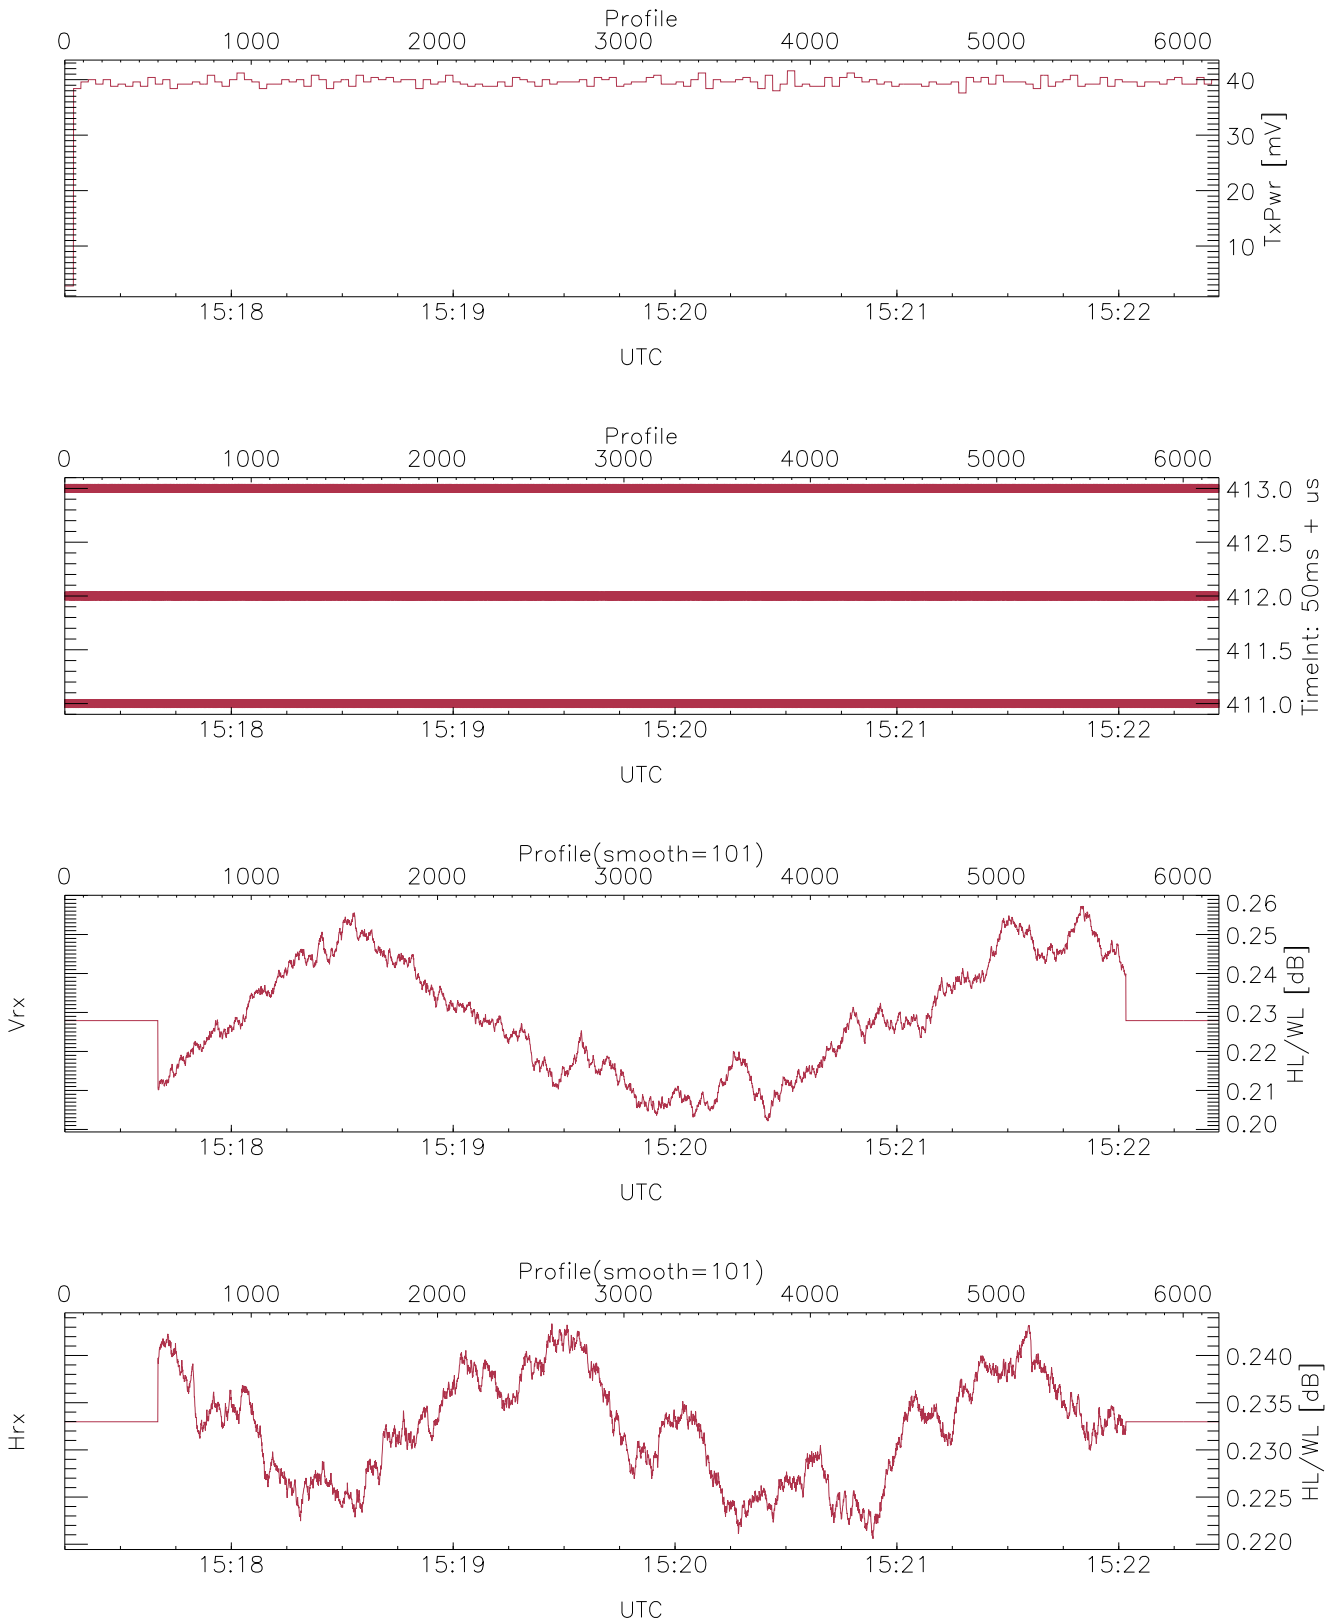 Profile
0 1000 2000 3000 4000 5000 6000
40
30
20
10
TxPwr [mV]
15:18 15:19 15:20 15:21 15:22
UTC
Profile
0 1000 2000 3000 4000 5000 6000
413.0
412.5
412.0
411.5
411.0
TimeInt: 50ms + us
15:18 15:19 15:20 15:21 15:22
UTC
Profile(smooth=101)
0 1000 2000 3000 4000 5000 6000
Vrx
0.26
0.25
0.24
0.23
0.22
0.21
0.20
HL/WL [dB]
15:18 15:19 15:20 15:21 15:22
UTC
Profile(smooth=101)
0 1000 2000 3000 4000 5000 6000
Hrx
0.240
0.235
0.230
0.225
0.220
HL/WL [dB]
15:18 15:19 15:20 15:21 15:22
UTC